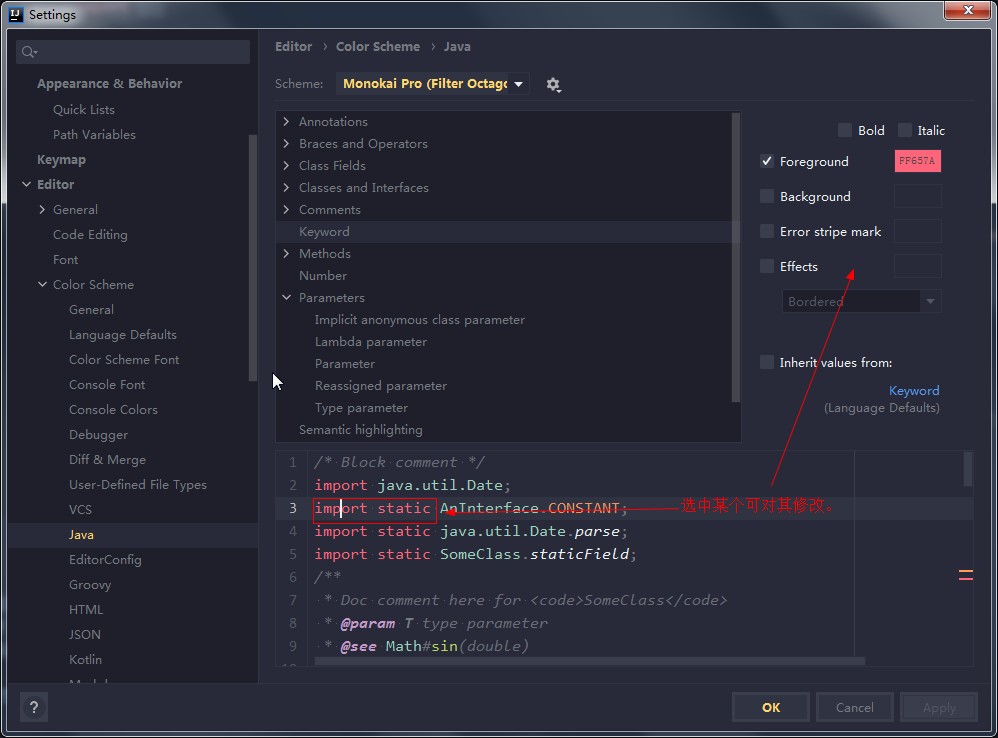 Settings
Appearance & Behavior
Quick Lists
Path Variables
Keymap
Editor
General
Code Editing
Font
Color Scheme
General
Language Defaults
Color Scheme Font
Console Font
Console Colors
Debugger
Diff & Merge
User-Defined File Types
VCS
Java
EditorConfig
Groovy
HTML
JSON
Kotlin
Editor › Color Scheme › Java
Scheme: Monokai Pro (Filter Octago
Annotations
Braces and Operators
Class Fields
Classes and Interfaces
Comments
Keyword
Methods
Number
Parameters
Implicit anonymous class parameter
Lambda parameter
Parameter
Reassigned parameter
Type parameter
Semantic highlighting
Bold Italic
Foreground FF657A
Background
Error stripe mark
Effects
Bordered
Inherit values from:
Keyword
(Language Defaults)
1 /* Block comment */
2 import java.util.Date;
3 import static AnInterface.CONSTANT;
选中某个可对其修改。
4 import static java.util.Date.parse;
5 import static SomeClass.staticField;
6 /**
7 * Doc comment here for <code>SomeClass</code>
8 * @param T type parameter
9 * @see Math#sin(double)
? OK Cancel Apply